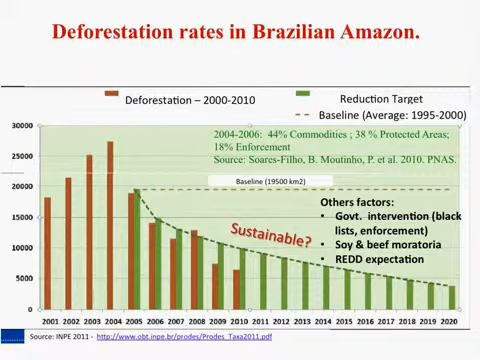 Deforestation rates in Brazilian Amazon.
Deforestation – 2000-2010
Reduction Target
Baseline (Average: 1995-2000)
2004-2006: 44% Commodities ; 38 % Protected Areas;
18% Enforcement
Source: Soares-Filho, B. Moutinho, P. et al. 2010. PNAS.
Baseline (19500 km2)
Others factors:
• Govt. intervention (black
lists, enforcement)
• Soy & beef moratoria
• REDD expectation
Sustainable?
30000
25000
20000
15000
10000
5000
0
2001 2002 2003 2004 2005 2006 2007 2008 2009 2010 2011 2012 2013 2014 2015 2016 2017 2018 2019 2020
Source: INPE 2011 - http://www.obt.inpe.br/prodes/Prodes_Taxa2011.pdf